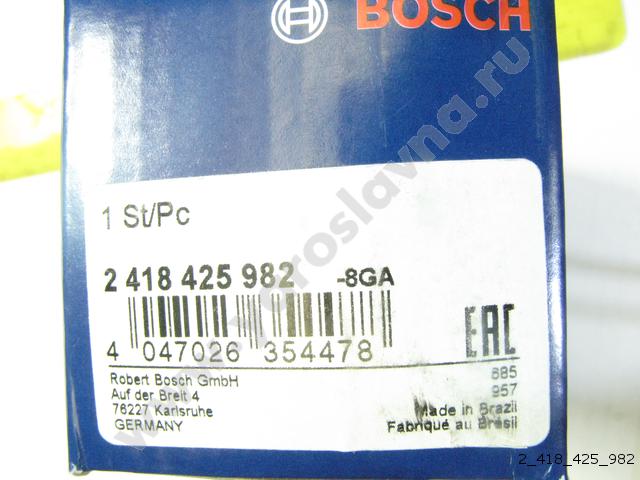 BOSCH
1 St/Pc
2 418 425 982 -8GA
4 047026 354478
EAC
Robert Bosch GmbH
Auf der Breit 4
76227 Karlsruhe
GERMANY
885
957
Made in Brazil
Fabriqué au Brésil
www.yaroslavna.ru
2_418_425_982